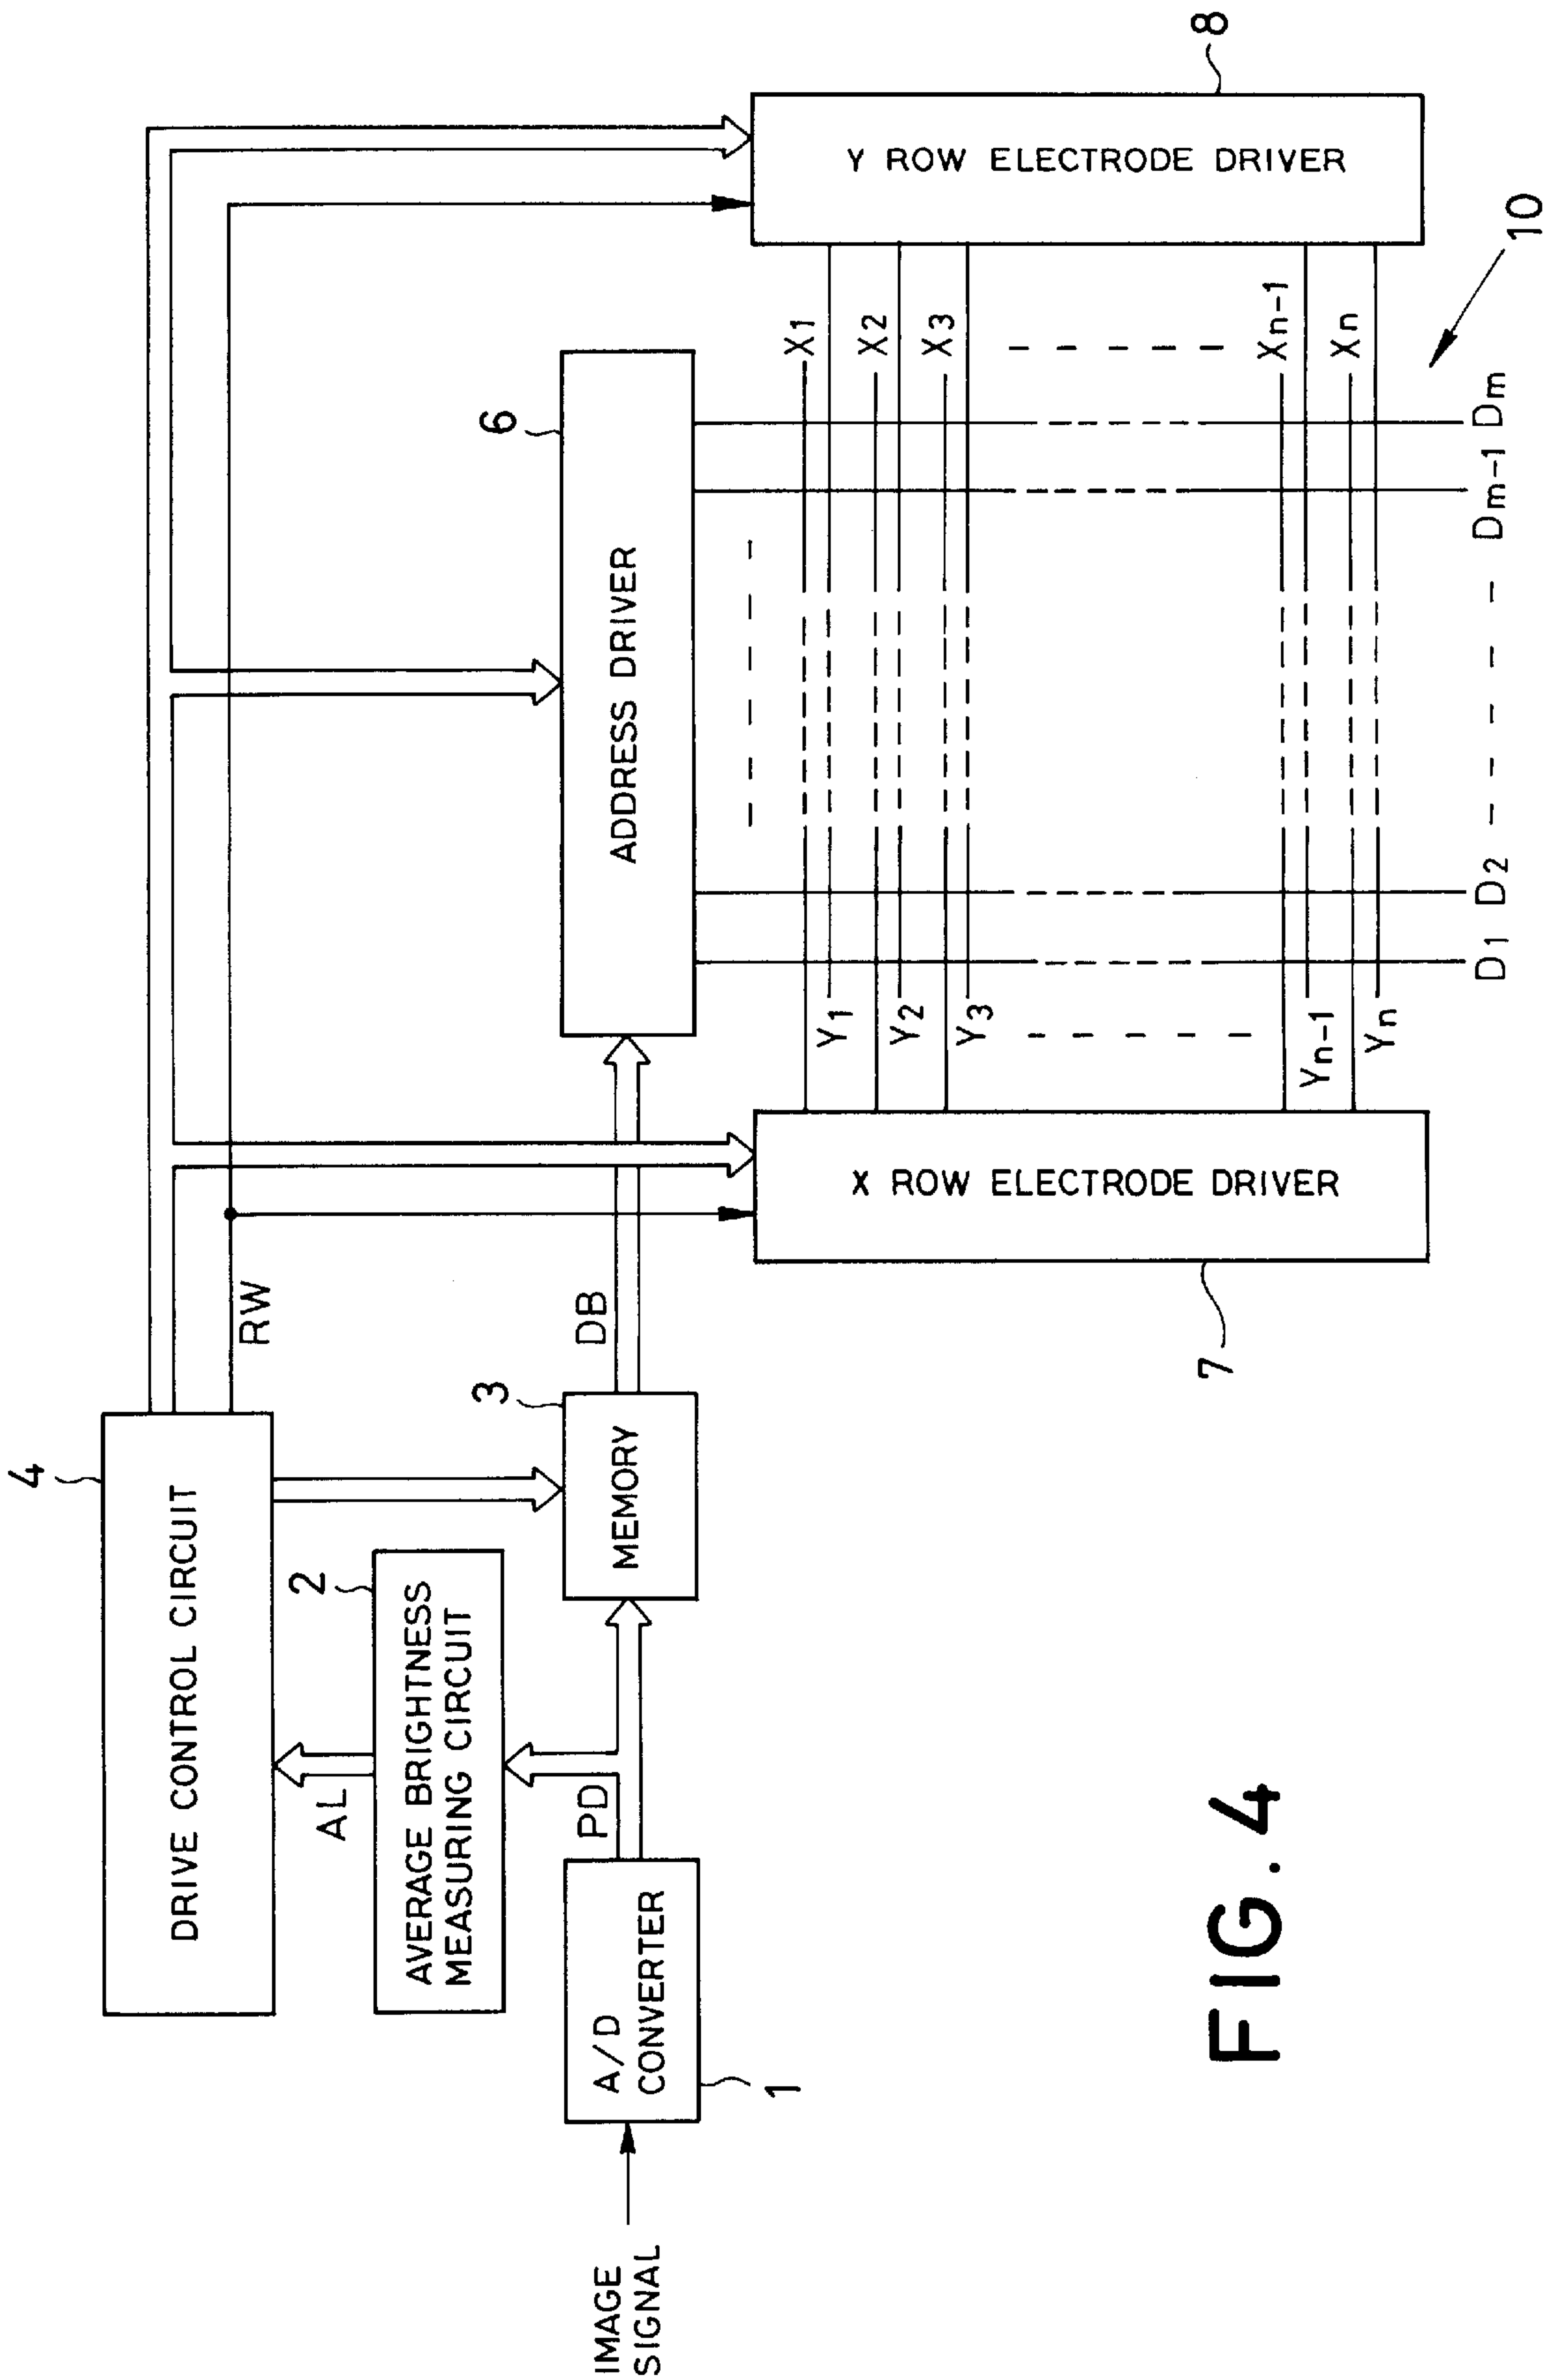 4
DRIVE CONTROL CIRCUIT
RW
AL
2
AVERAGE BRIGHTNESS
MEASURING CIRCUIT
PD
3
MEMORY
DB
6
ADDRESS DRIVER
IMAGE
SIGNAL
A/D
CONVERTER
1
X ROW ELECTRODE DRIVER
7
Y ROW ELECTRODE DRIVER
8
X1
X2
X3
Xn-1
Xn
Y1
Y2
Y3
Yn-1
Yn
D1 D2 Dm-1 Dm
10
FIG. 4